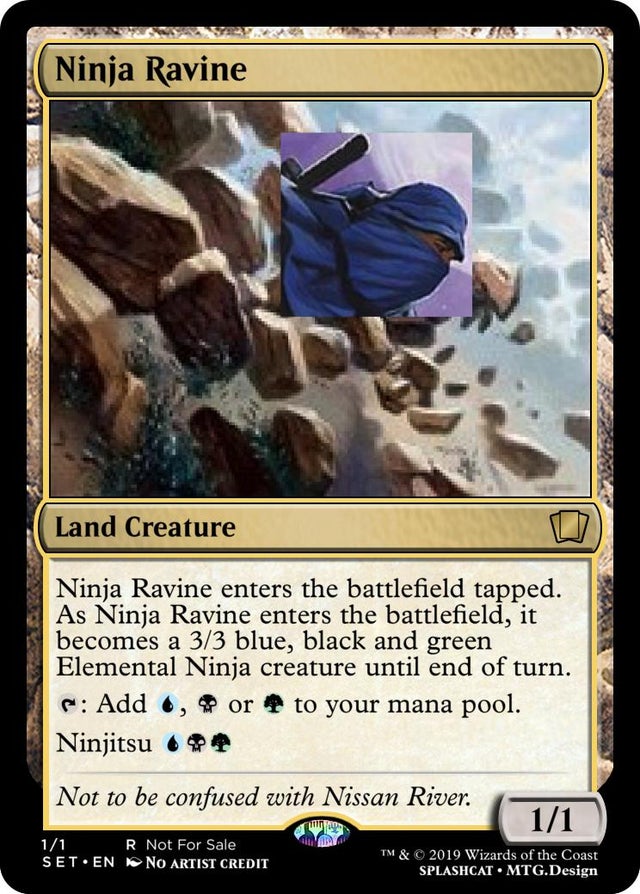 Ninja Ravine
Land Creature
Ninja Ravine enters the battlefield tapped.
As Ninja Ravine enters the battlefield, it
becomes a 3/3 blue, black and green
Elemental Ninja creature until end of turn.
: Add , or to your mana pool.
Ninjitsu
Not to be confused with Nissan River.
1/1
1/1 R Not For Sale
SET • EN No artist credit
™ & © 2019 Wizards of the Coast
SPLASHCAT • MTG.Design